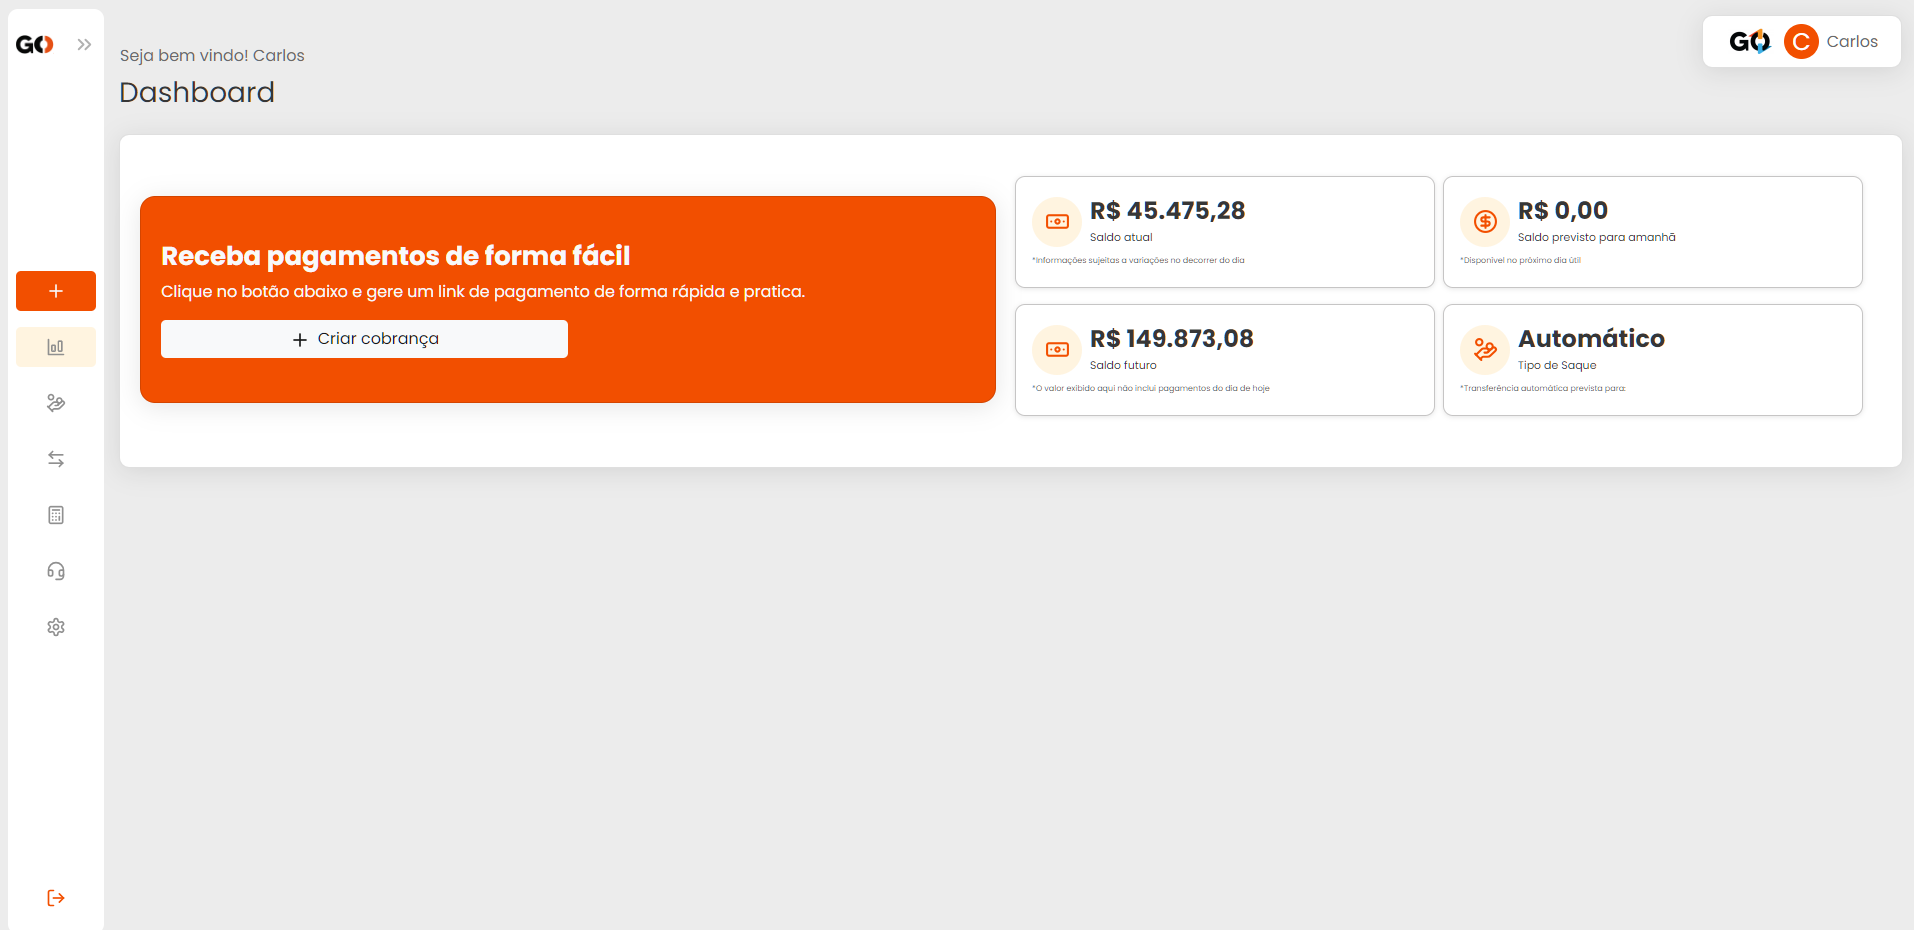 GO
Seja bem vindo! Carlos
Dashboard
GO
C
Carlos
Receba pagamentos de forma fácil
Clique no botão abaixo e gere um link de pagamento de forma rápida e pratica.
+ Criar cobrança
R$ 45.475,28
Saldo atual
*Informações sujeitas a variações no decorrer do dia
R$ 0,00
Saldo previsto para amanhã
*Disponível no próximo dia útil
R$ 149.873,08
Saldo futuro
*O valor exibido aqui não inclui pagamentos do dia de hoje
Automático
Tipo de Saque
*Transferência automática prevista para: